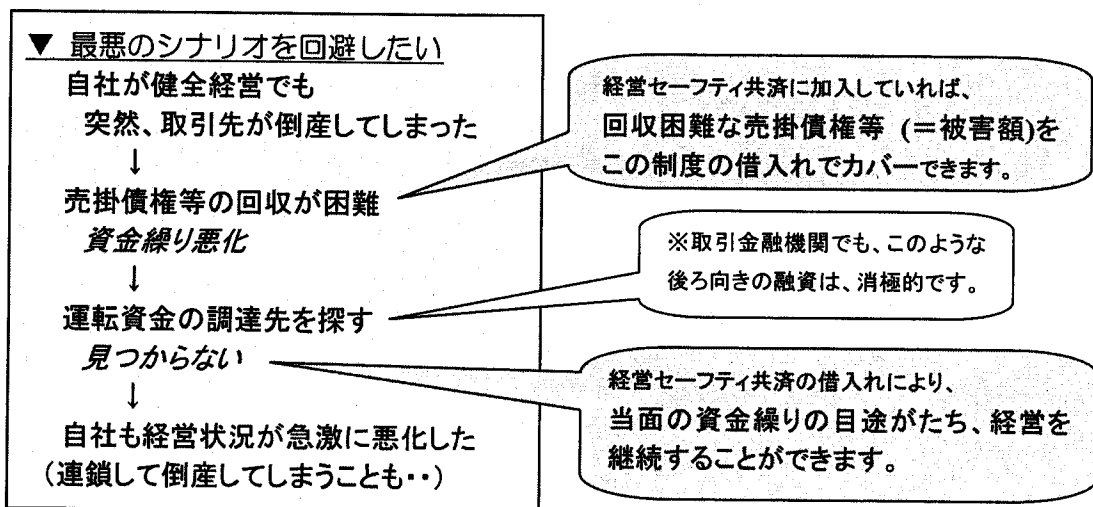 ▼ 最悪のシナリオを回避したい
自社が健全経営でも
突然、取引先が倒産してしまった
↓
売掛債権等の回収が困難
資金繰り悪化
↓
運転資金の調達先を探す
見つからない
↓
自社も経営状況が急激に悪化した
（連鎖して倒産してしまうことも・・）
経営セーフティ共済に加入していれば、
回収困難な売掛債権等 (＝被害額)を
この制度の借入れでカバーできます。
※取引金融機関でも、このような
後ろ向きの融資は、消極的です。
経営セーフティ共済の借入れにより、
当面の資金繰りの目途がたち、経営を
継続することができます。